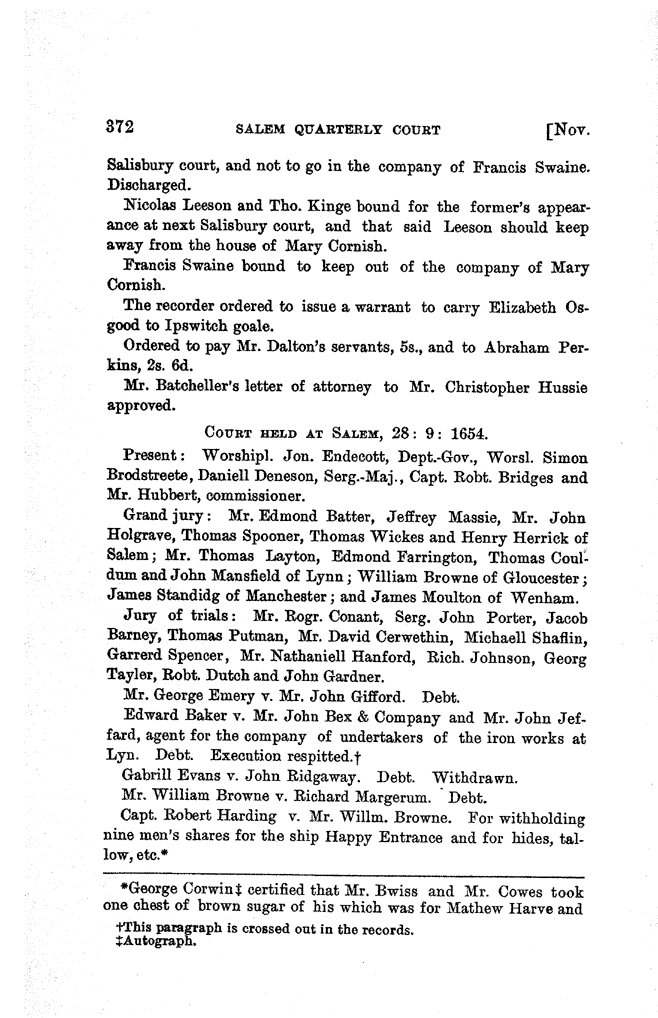 372 SALEM QUARTERLY COURT [Nov.
Salisbury court, and not to go in the company of Francis Swaine.
Discharged.
Nicolas Leeson and Tho. Kinge bound for the former's appear-
ance at next Salisbury court, and that said Leeson should keep
away from the house of Mary Cornish.
Francis Swaine bound to keep out of the company of Mary
Cornish.
The recorder ordered to issue a warrant to carry Elizabeth Os-
good to Ipswitch goale.
Ordered to pay Mr. Dalton's servants, 5s., and to Abraham Per-
kins, 2s. 6d.
Mr. Batcheller's letter of attorney to Mr. Christopher Hussie
approved.
COURT HELD AT SALEM, 28: 9: 1654.
Present: Worshipl. Jon. Endecott, Dept.-Gov., Worsl. Simon
Brodstreete, Daniell Deneson, Serg.-Maj., Capt. Robt. Bridges and
Mr. Hubbert, commissioner.
Grand jury: Mr. Edmond Batter, Jeffrey Massie, Mr. John
Holgrave, Thomas Spooner, Thomas Wickes and Henry Herrick of
Salem; Mr. Thomas Layton, Edmond Farrington, Thomas Coul-
dum and John Mansfield of Lynn; William Browne of Gloucester;
James Standidg of Manchester; and James Moulton of Wenham.
Jury of trials: Mr. Rogr. Conant, Serg. John Porter, Jacob
Barney, Thomas Putman, Mr. David Cerwethin, Michaell Shaflin,
Garrerd Spencer, Mr. Nathaniell Hanford, Rich. Johnson, Georg
Tayler, Robt. Dutch and John Gardner.
Mr. George Emery v. Mr. John Gifford. Debt.
Edward Baker v. Mr. John Bex & Company and Mr. John Jef-
fard, agent for the company of undertakers of the iron works at
Lyn. Debt. Execution respitted.†
Gabrill Evans v. John Ridgaway. Debt. Withdrawn.
Mr. William Browne v. Richard Margerum. Debt.
Capt. Robert Harding v. Mr. Willm. Browne. For withholding
nine men's shares for the ship Happy Entrance and for hides, tal-
low, etc.*
*George Corwin‡ certified that Mr. Bwiss and Mr. Cowes took
one chest of brown sugar of his which was for Mathew Harve and
†This paragraph is crossed out in the records.
‡Autograph.